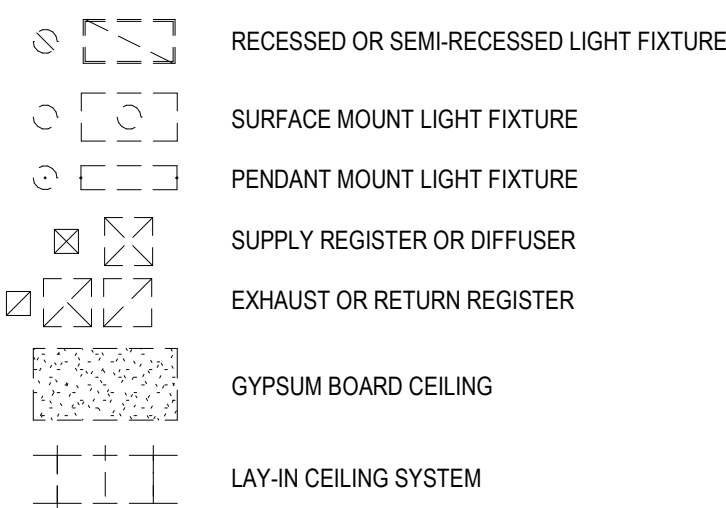 RECESSED OR SEMI-RECESSED LIGHT FIXTURE
SURFACE MOUNT LIGHT FIXTURE
PENDANT MOUNT LIGHT FIXTURE
SUPPLY REGISTER OR DIFFUSER
EXHAUST OR RETURN REGISTER
GYPSUM BOARD CEILING
LAY-IN CEILING SYSTEM